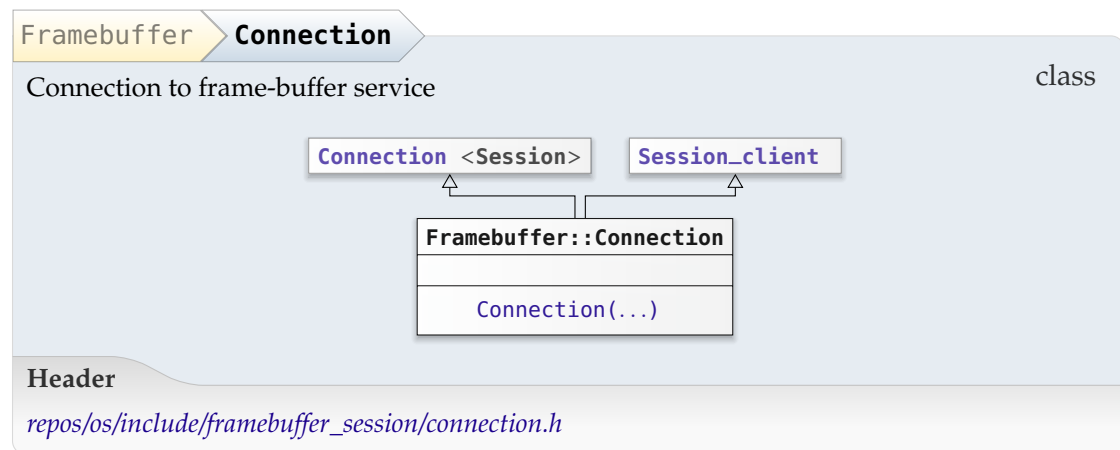 Framebuffer Connection
class
Connection to frame-buffer service
Connection <Session> Session_client
Framebuffer::Connection
Connection(...)
Header
repos/os/include/framebuffer_session/connection.h